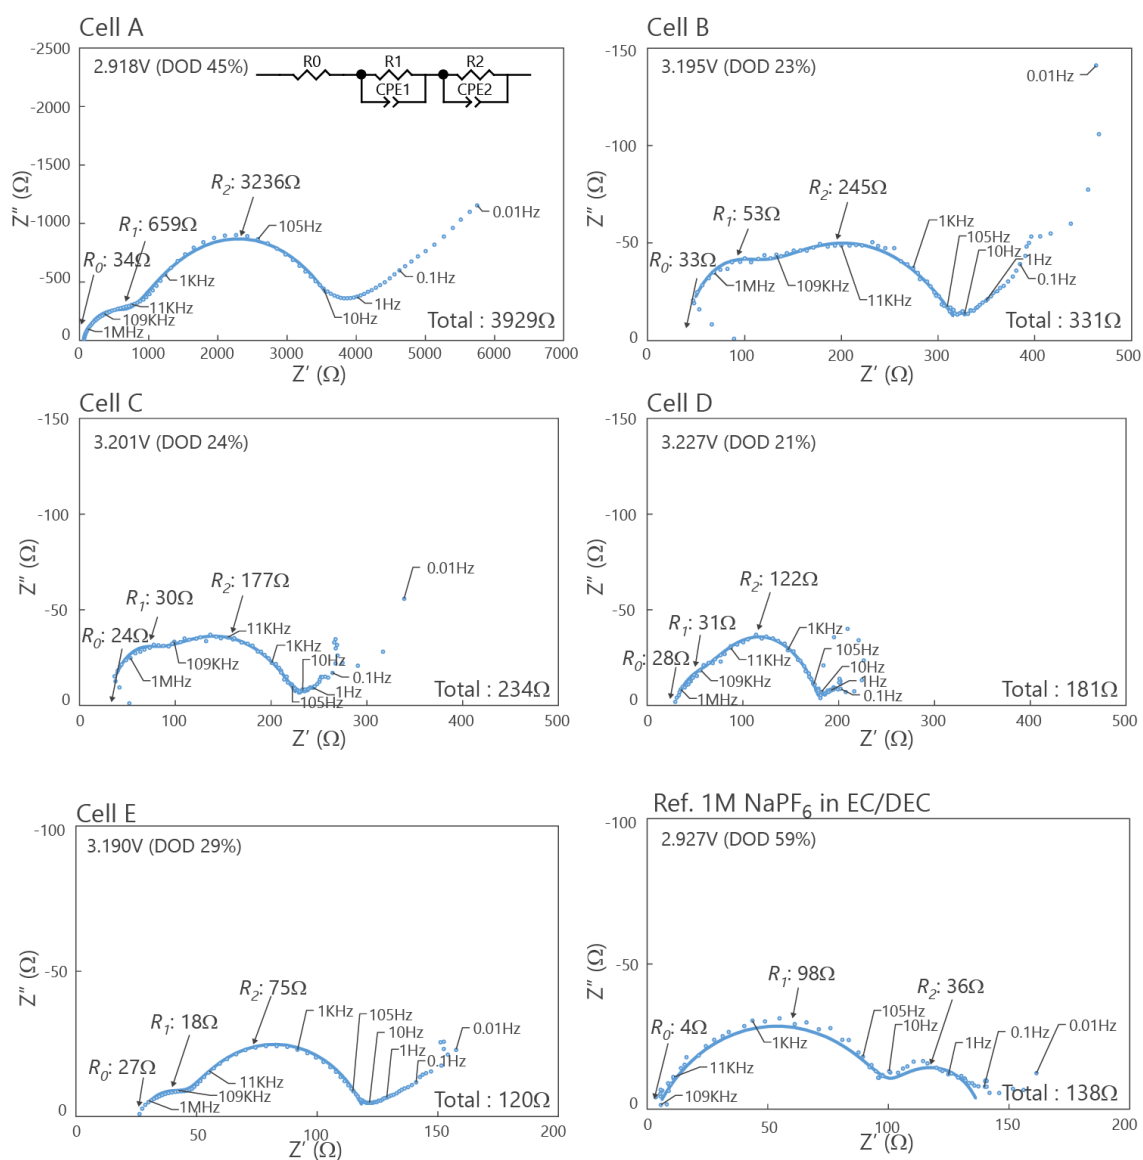 Cell A
2.918V (DOD 45%)
R0
R1
R2
CPE1
CPE2
-2500
-2000
-1500
-1000
-500
0
Z″ (Ω)
R0: 34Ω
R1: 659Ω
R2: 3236Ω
105Hz
0.01Hz
1KHz
0.1Hz
11KHz
109KHz
1MHz
10Hz
1Hz
Total : 3929Ω
0 1000 2000 3000 4000 5000 6000 7000
Z′ (Ω)
Cell B
3.195V (DOD 23%)
-150
-100
-50
0
Z″ (Ω)
0.01Hz
R2: 245Ω
R1: 53Ω
R0: 33Ω
1KHz
105Hz
10Hz
1Hz
0.1Hz
1MHz
109KHz
11KHz
Total : 331Ω
0 100 200 300 400 500
Z′ (Ω)
Cell C
3.201V (DOD 24%)
-150
-100
-50
0
Z″ (Ω)
0.01Hz
R2: 177Ω
R1: 30Ω
R0: 24Ω
11KHz
1KHz
10Hz
109KHz
1MHz
0.1Hz
1Hz
105Hz
Total : 234Ω
0 100 200 300 400 500
Z′ (Ω)
Cell D
3.227V (DOD 21%)
-150
-100
-50
0
Z″ (Ω)
R2: 122Ω
R1: 31Ω
R0: 28Ω
1KHz
105Hz
11KHz
10Hz
109KHz
1Hz
1MHz
0.1Hz
Total : 181Ω
0 100 200 300 400 500
Z′ (Ω)
Cell E
3.190V (DOD 29%)
-100
-50
0
Z″ (Ω)
R2: 75Ω
R1: 18Ω
R0: 27Ω
1KHz
105Hz
10Hz
1Hz
0.1Hz
0.01Hz
11KHz
109KHz
1MHz
Total : 120Ω
50 100 150 200
Z′ (Ω)
Ref. 1M NaPF6 in EC/DEC
2.927V (DOD 59%)
-100
-50
0
Z″ (Ω)
R1: 98Ω
R2: 36Ω
R0: 4Ω
105Hz
10Hz
1KHz
0.1Hz
0.01Hz
1Hz
11KHz
109KHz
Total : 138Ω
0 50 100 150 200
Z′ (Ω)